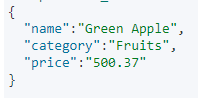 {
"name":"Green Apple",
"category":"Fruits",
"price":"500.37"
}